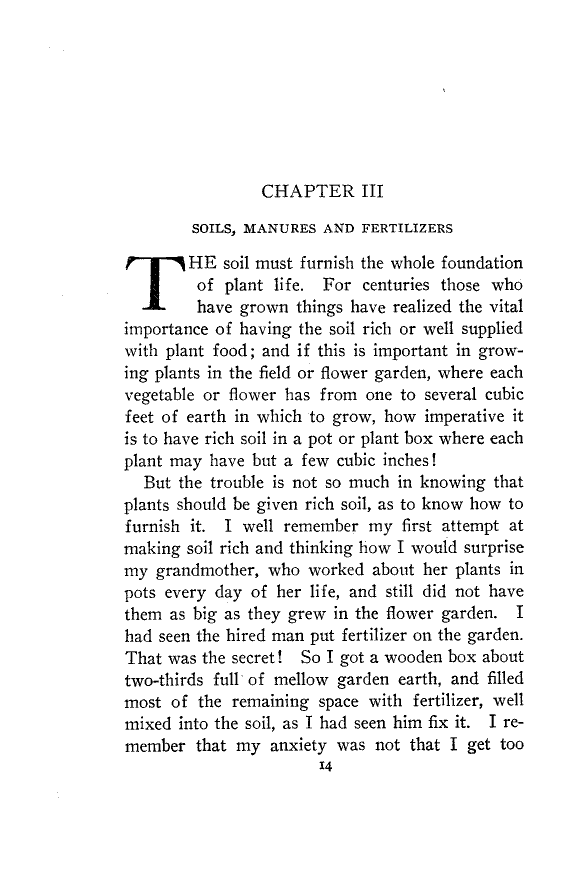 CHAPTER III
SOILS, MANURES AND FERTILIZERS
THE soil must furnish the whole foundation
of plant life. For centuries those who
have grown things have realized the vital
importance of having the soil rich or well supplied
with plant food; and if this is important in grow-
ing plants in the field or flower garden, where each
vegetable or flower has from one to several cubic
feet of earth in which to grow, how imperative it
is to have rich soil in a pot or plant box where each
plant may have but a few cubic inches!
But the trouble is not so much in knowing that
plants should be given rich soil, as to know how to
furnish it. I well remember my first attempt at
making soil rich and thinking how I would surprise
my grandmother, who worked about her plants in
pots every day of her life, and still did not have
them as big as they grew in the flower garden. I
had seen the hired man put fertilizer on the garden.
That was the secret! So I got a wooden box about
two-thirds full of mellow garden earth, and filled
most of the remaining space with fertilizer, well
mixed into the soil, as I had seen him fix it. I re-
member that my anxiety was not that I get too
14